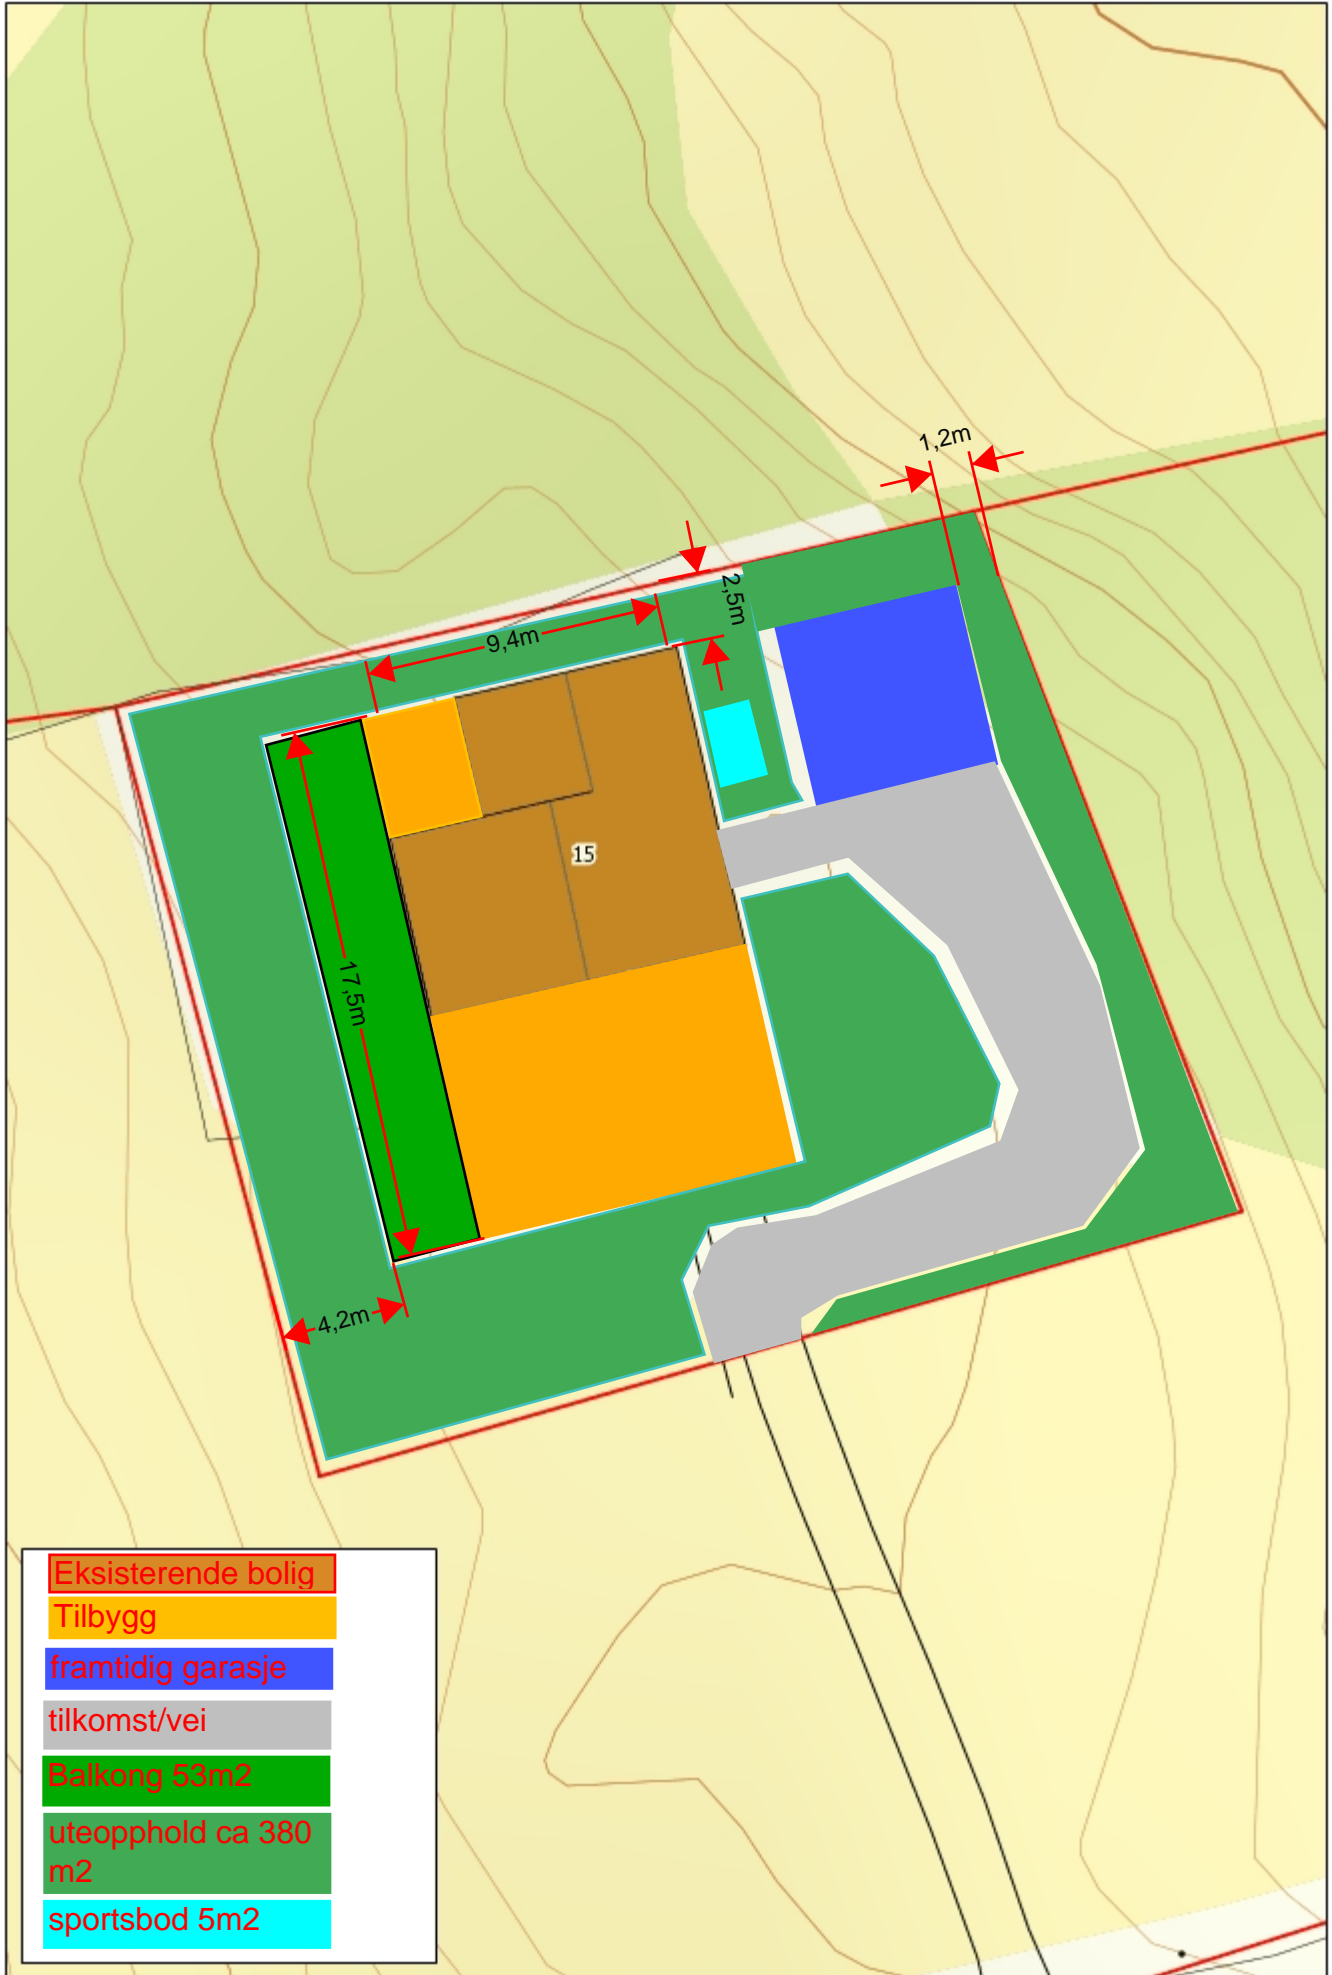 1,2m
2,5m
9,4m
15
17,5m
4,2m
Eksisterende bolig
Tilbygg
framtidig garasje
tilkomst/vei
Balkong 53m2
uteopphold ca 380
m2
sportsbod 5m2